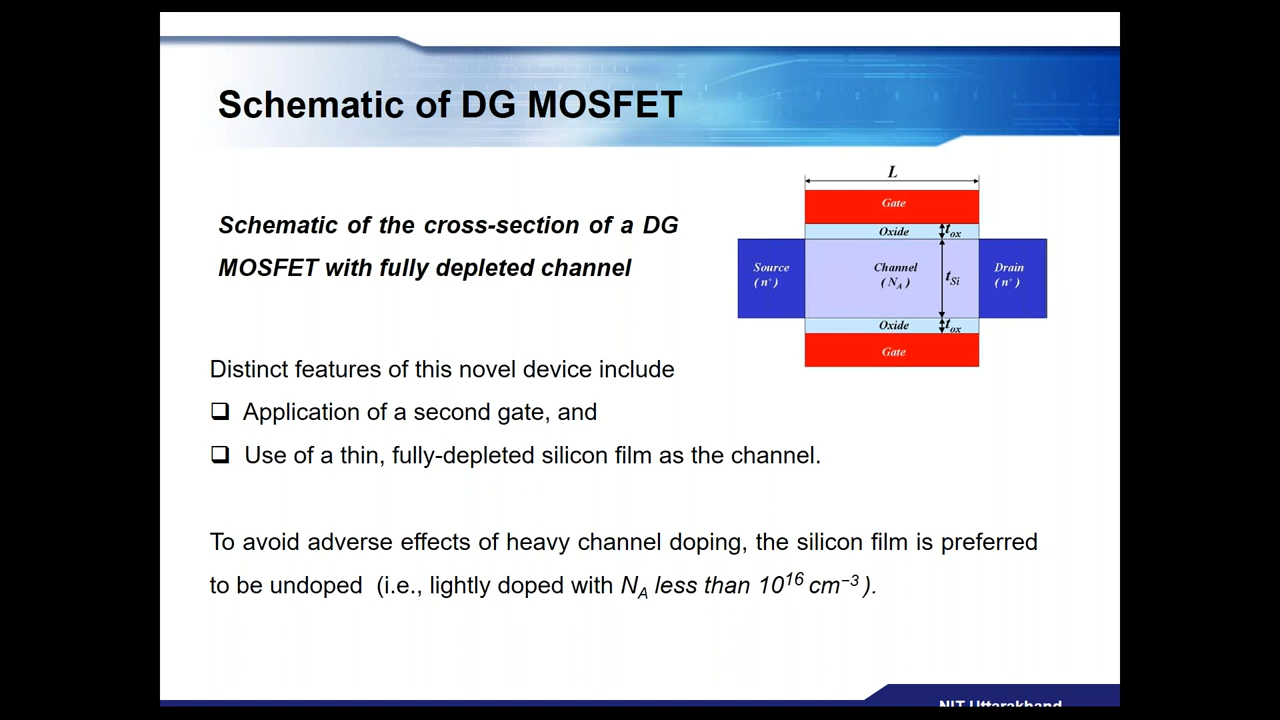 Schematic of DG MOSFET
Schematic of the cross-section of a DG
MOSFET with fully depleted channel
L
Gate
Oxide
tox
Source
(n+)
Channel
(NA)
tSi
Drain
(n+)
Oxide
tox
Gate
Distinct features of this novel device include
❑ Application of a second gate, and
❑ Use of a thin, fully-depleted silicon film as the channel.
To avoid adverse effects of heavy channel doping, the silicon film is preferred
to be undoped (i.e., lightly doped with NA less than 10^16 cm^−3 ).
NIT Uttarakhand